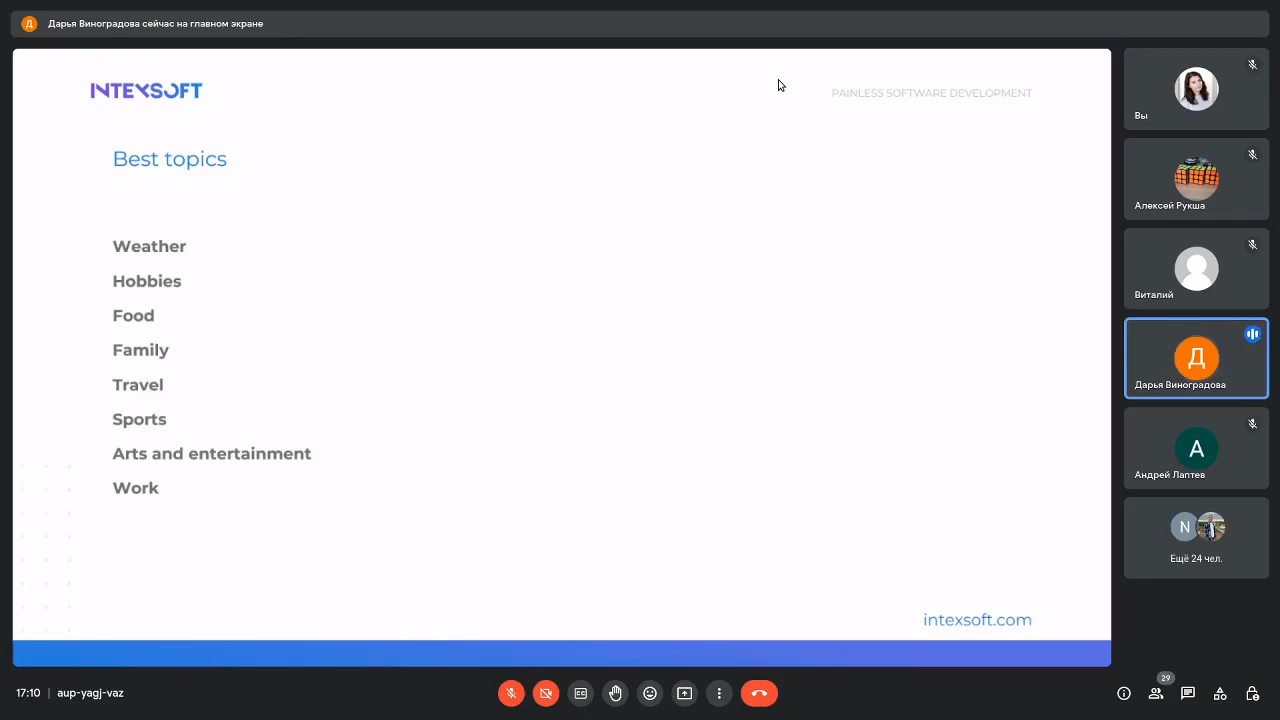 Д
Дарья Виноградова сейчас на главном экране
INTEXSOFT
PAINLESS SOFTWARE DEVELOPMENT
Best topics
Weather
Hobbies
Food
Family
Travel
Sports
Arts and entertainment
Work
intexsoft.com
Вы
Алексей Рукша
Виталий
Д
Дарья Виноградова
А
Андрей Лаптев
N
Ещё 24 чел.
17:10 | aup-yagj-vaz
CC
29